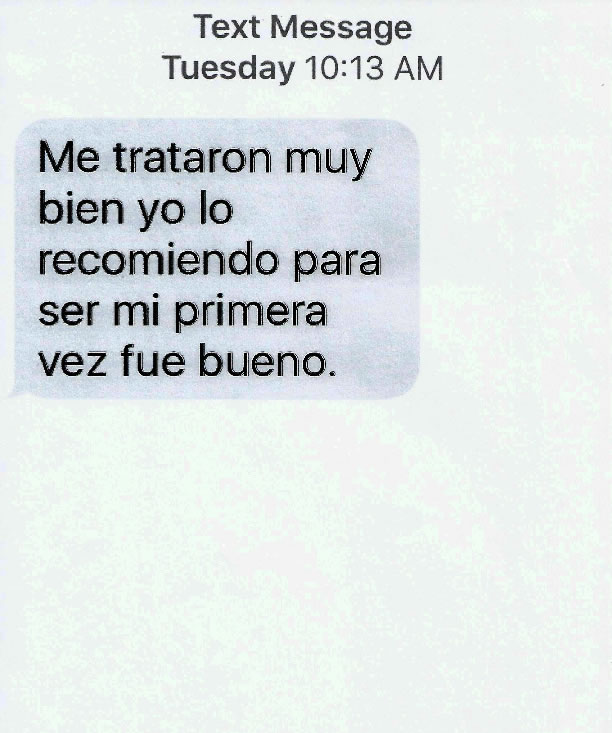 Text Message
Tuesday 10:13 AM
Me trataron muy
bien yo lo
recomiendo para
ser mi primera
vez fue bueno.